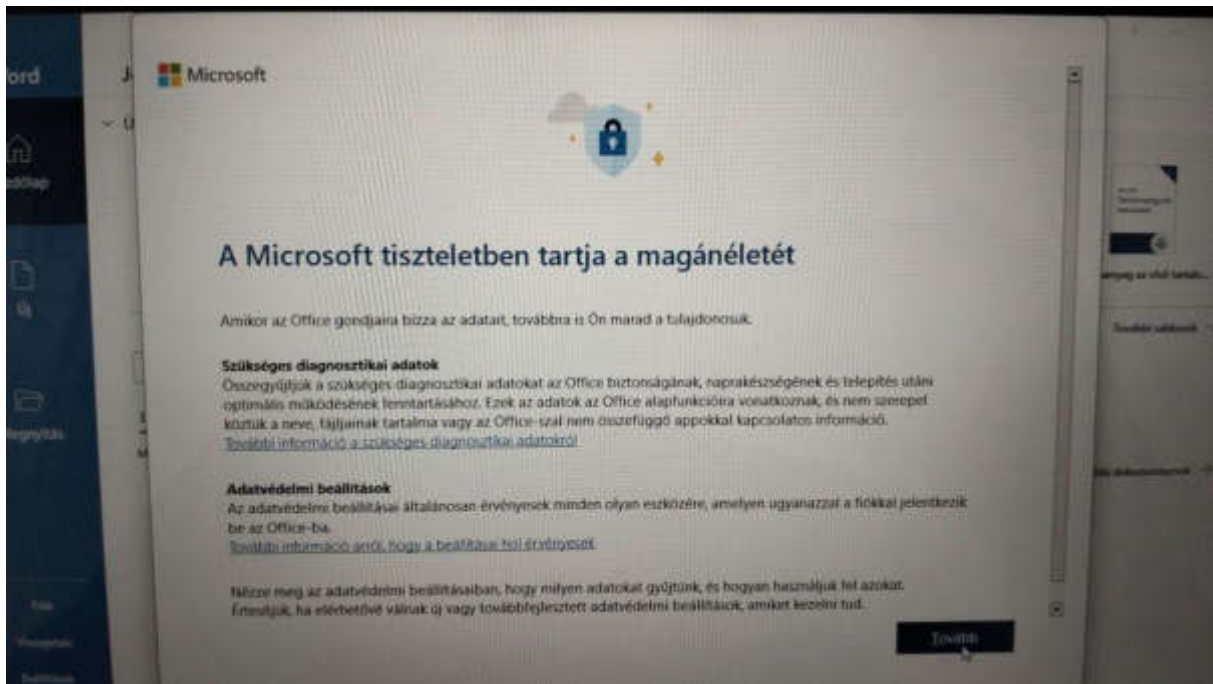 ord
Microsoft
A Microsoft tiszteletben tartja a magánéletét
Amikor az Office gondjaira bízza az adatait, továbbra is Ön marad a tulajdonosuk.
Szükséges diagnosztikai adatok
Összegyűjtjük a szükséges diagnosztikai adatokat az Office biztonságának, naprakészségének és telepítés utáni
optimális működésének fenntartásához. Ezek az adatok az Office alapfunkcióira vonatkoznak, és nem szerepel
köztük a neve, fájljainak tartalma vagy az Office-szal nem összefüggő appokkal kapcsolatos információ.
További információ a szükséges diagnosztikai adatokról
Adatvédelmi beállítások
Az adatvédelmi beállításai általánosan érvényesek minden olyan eszközére, amelyen ugyanazzal a fiókkal jelentkezik
be az Office-ba.
További információ arról, hogy a beállításai hol érvényesek
Nézze meg az adatvédelmi beállításaiban, hogy milyen adatokat gyűjtünk, és hogyan használjuk fel azokat.
Értesítjük, ha elérhetővé válnak új vagy továbbfejlesztett adatvédelmi beállítások, amiket kezelni tud.
Tovább
Új
Megnyitás